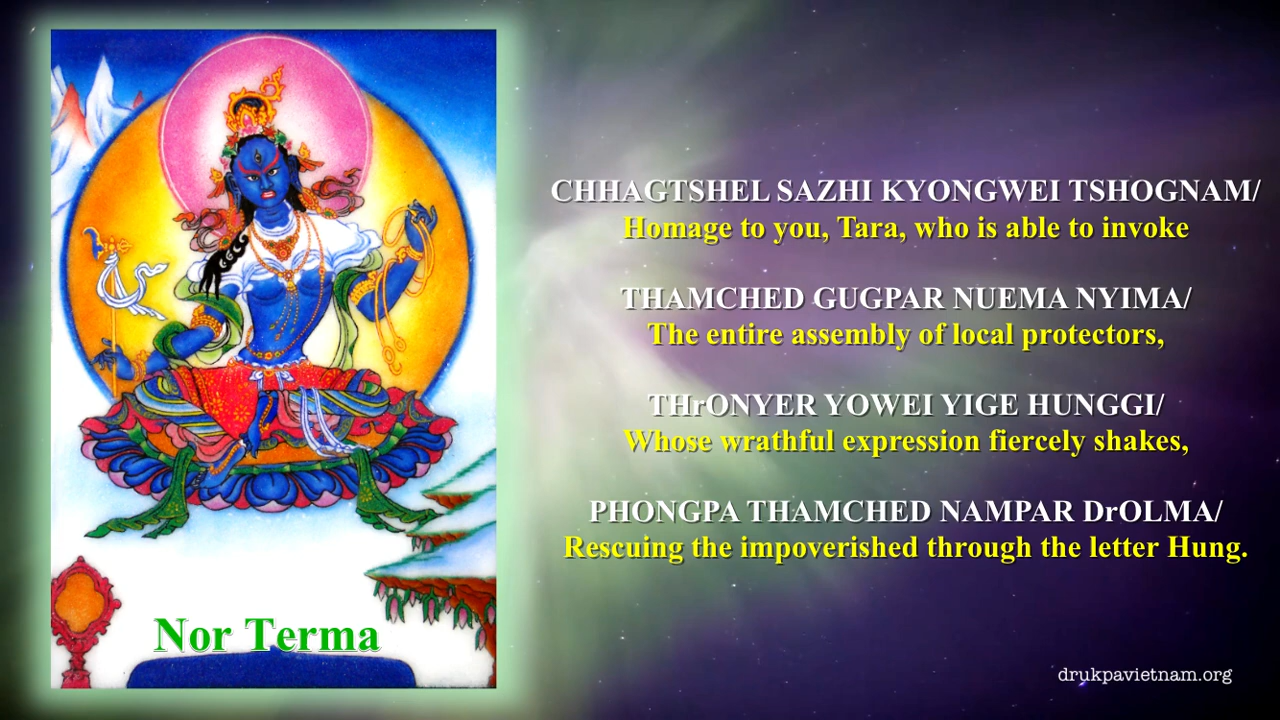 CHHAGTSHEL SAZHI KYONGWEI TSHOGNAM/
Homage to you, Tara, who is able to invoke
THAMCHED GUGPAR NUEMA NYIMA/
The entire assembly of local protectors,
THrONYER YOWEI YIGE HUNGGI/
Whose wrathful expression fiercely shakes,
PHONGPA THAMCHED NAMPAR DrOLMA/
Rescuing the impoverished through the letter Hung.
Nor Terma
drukpavietnam.org